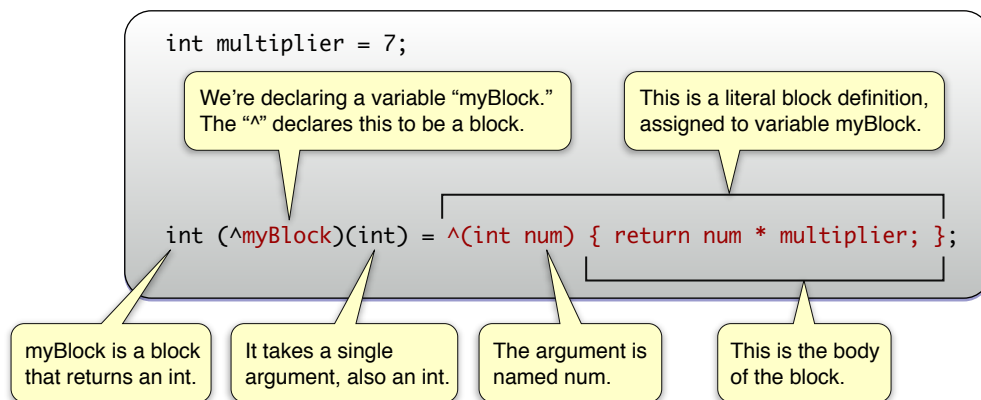 int multiplier = 7;
We're declaring a variable “myBlock.”
The “^” declares this to be a block.
This is a literal block definition,
assigned to variable myBlock.
int (^myBlock)(int) = ^(int num) { return num * multiplier; };
myBlock is a block
that returns an int.
It takes a single
argument, also an int.
The argument is
named num.
This is the body
of the block.